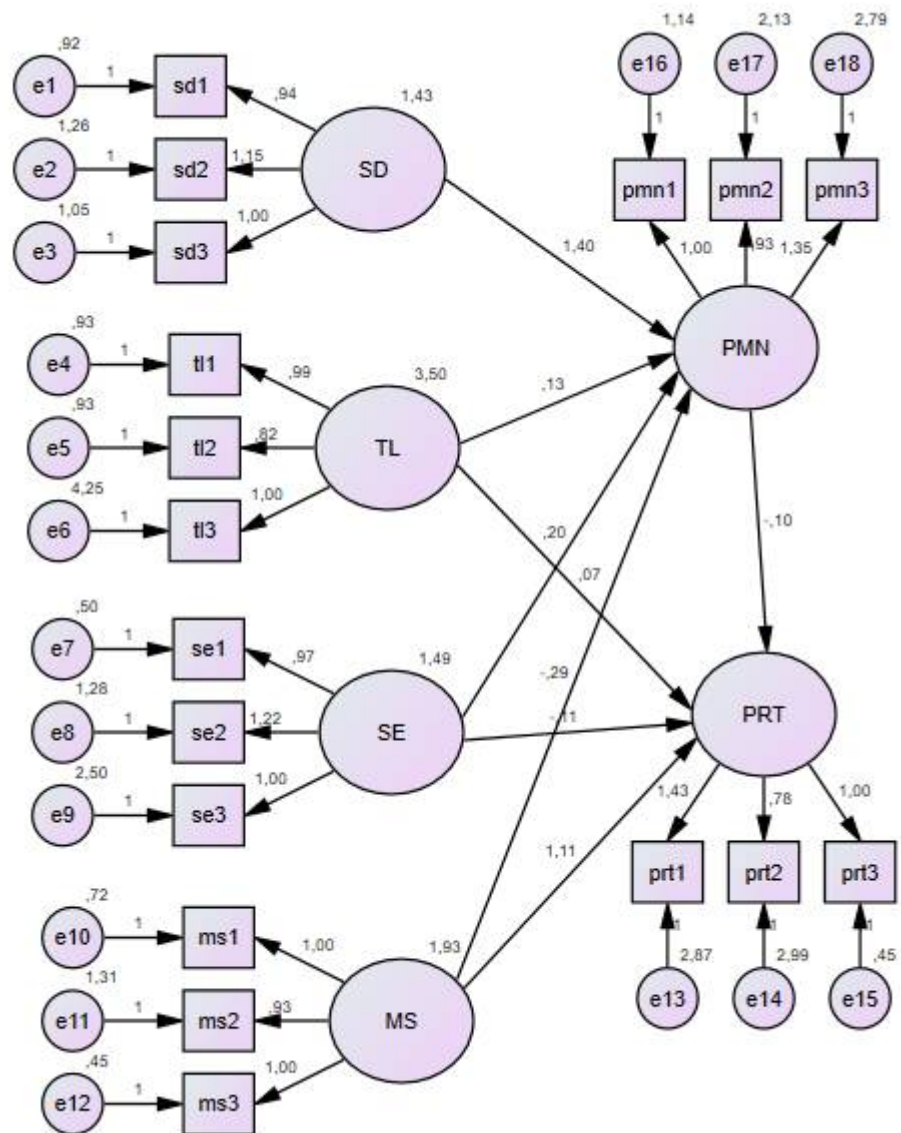 ,92
e1 1 sd1 ,94
1,26
e2 1 sd2 1,15
1,05
e3 1 sd3 1,00
1,43
SD
1,14 2,13 2,79
e16 e17 e18
1 1 1
pmn1 pmn2 pmn3
1,00 ,93 1,35
PMN
1,40
,93
e4 1 tl1 ,99
,93
e5 1 tl2 ,82
4,25
e6 1 tl3 1,00
3,50
TL
,13
,20
,07
-,10
,50
e7 1 se1 ,97
1,28
e8 1 se2 1,22
2,50
e9 1 se3 1,00
1,49
SE
-,29
-,11
PRT
1,43 ,78 1,00
prt1 prt2 prt3
1 1 1
2,87 2,99 ,45
e13 e14 e15
1,11
,72
e10 1 ms1 1,00
1,31
e11 1 ms2 ,93
,45
e12 1 ms3 1,00
1,93
MS